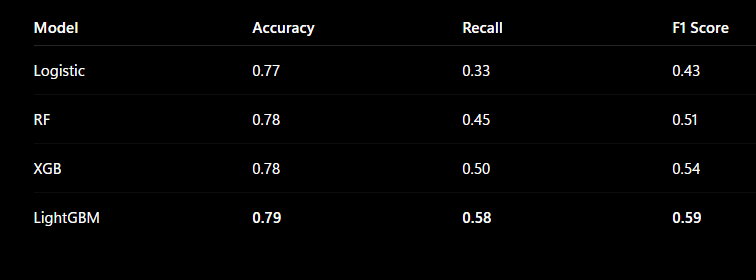 Model Accuracy Recall F1 Score
Logistic 0.77 0.33 0.43
RF 0.78 0.45 0.51
XGB 0.78 0.50 0.54
LightGBM 0.79 0.58 0.59